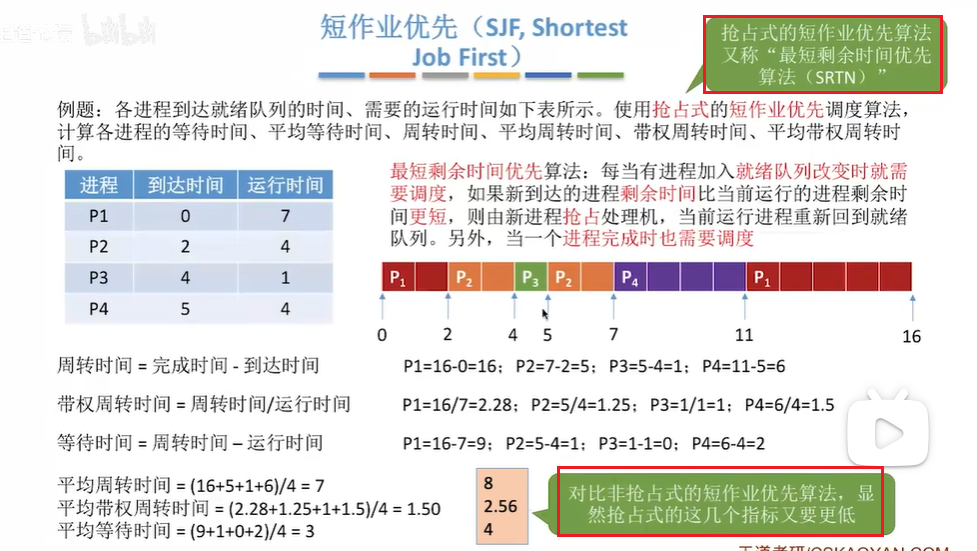 bilibili
短作业优先（SJF, Shortest
Job First）
抢占式的短作业优先算法
又称“最短剩余时间优先
算法（SRTN）”
例题：各进程到达就绪队列的时间、需要的运行时间如下表所示。使用抢占式的短作业优先调度算法，
计算各进程的等待时间、平均等待时间、周转时间、平均周转时间、带权周转时间、平均带权周转时
间。
进程 到达时间 运行时间
P1 0 7
P2 2 4
P3 4 1
P4 5 4
最短剩余时间优先算法：每当有进程加入就绪队列改变时就需
要调度，如果新到达的进程剩余时间比当前运行的进程剩余时
间更短，则由新进程抢占处理机，当前运行进程重新回到就绪
队列。另外，当一个进程完成时也需要调度
P1 P2 P3 P2 P4 P1
0 2 4 5 7 11 16
周转时间 = 完成时间 - 到达时间 P1=16-0=16；P2=7-2=5；P3=5-4=1；P4=11-5=6
带权周转时间 = 周转时间/运行时间 P1=16/7=2.28；P2=5/4=1.25；P3=1/1=1；P4=6/4=1.5
等待时间 = 周转时间 – 运行时间 P1=16-7=9；P2=5-4=1；P3=1-1=0；P4=6-4=2
平均周转时间 = (16+5+1+6)/4 = 7
平均带权周转时间 = (2.28+1.25+1+1.5)/4 = 1.50
平均等待时间 = (9+1+0+2)/4 = 3
8
2.56
4
对比非抢占式的短作业优先算法，显
然抢占式的这几个指标又要更低
王道考研/CSKAOYAN.COM